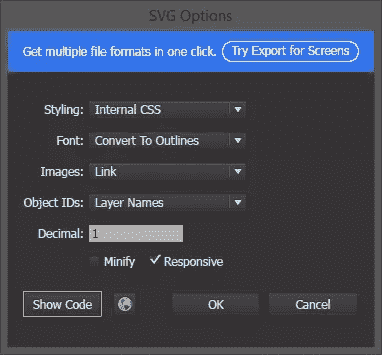 SVG Options
Get multiple file formats in one click. Try Export for Screens
Styling: Internal CSS
Font: Convert To Outlines
Images: Link
Object IDs: Layer Names
Decimal: 1
Minify Responsive
Show Code OK Cancel